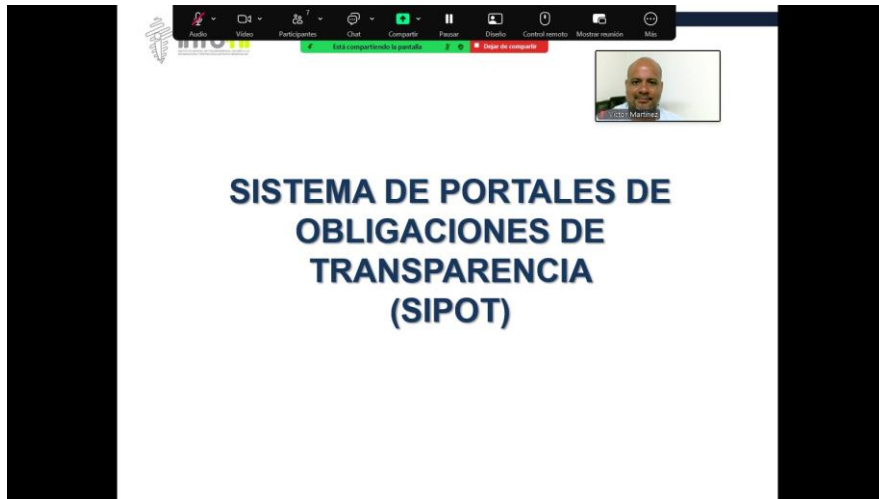 Audio
Video
Participantes
7
Chat
Compartir
Pausar
Diseño
Control remoto
Mostrar reunión
Más
Está compartiendo la pantalla
Dejar de compartir
Victor Martinez
SISTEMA DE PORTALES DE
OBLIGACIONES DE
TRANSPARENCIA
(SIPOT)